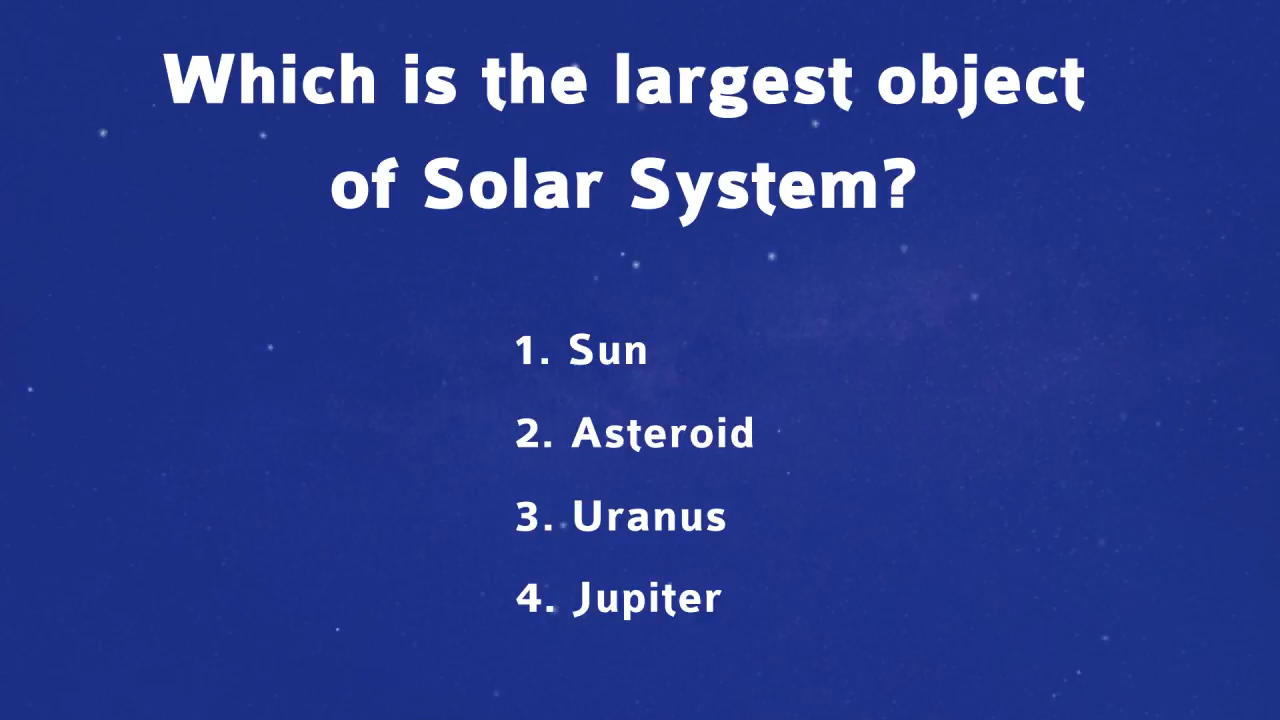 Which is the largest object
of Solar System?
1. Sun
2. Asteroid
3. Uranus
4. Jupiter